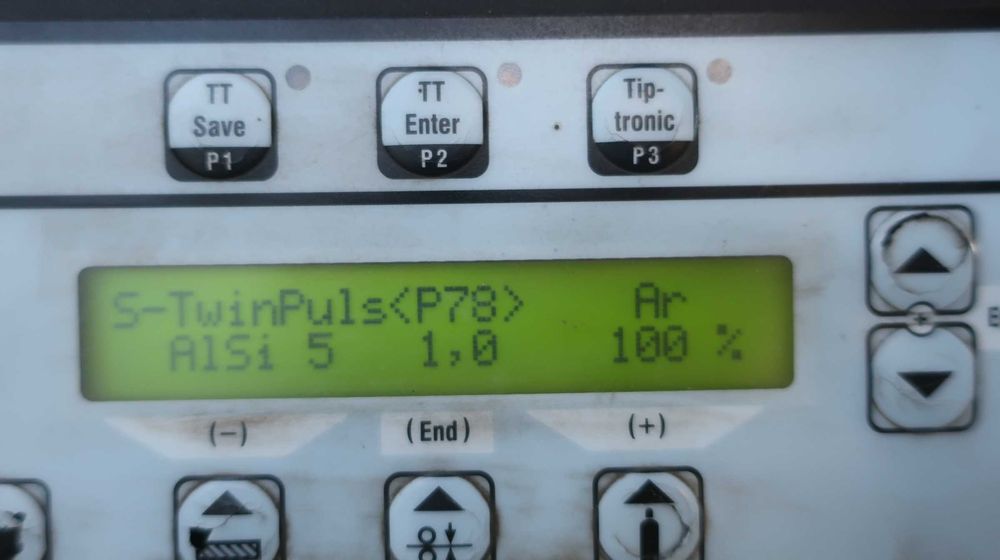 TT
Save
P1
TT
Enter
P2
Tip-
tronic
P3
S-TwinPuls<P78> Ar
AlSi 5 1,0 100 %
(-) (End) (+)
+
E